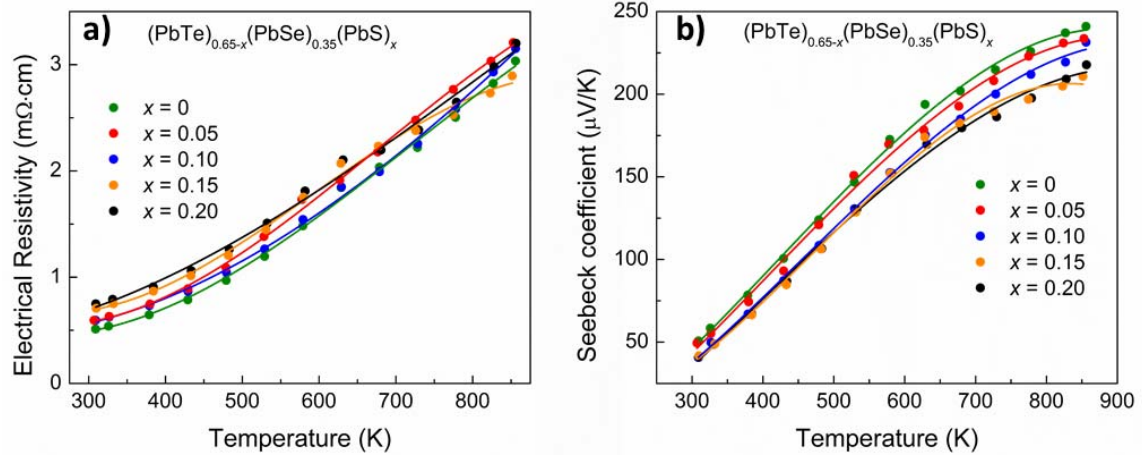 a) (PbTe)₀.₆₅₋ₓ(PbSe)₀.₃₅(PbS)ₓ
3
2
1
0
x = 0
x = 0.05
x = 0.10
x = 0.15
x = 0.20
Electrical Resistivity (mΩ·cm)
300 400 500 600 700 800
Temperature (K)
b) (PbTe)₀.₆₅₋ₓ(PbSe)₀.₃₅(PbS)ₓ
250
200
150
100
50
x = 0
x = 0.05
x = 0.10
x = 0.15
x = 0.20
Seebeck coefficient (μV/K)
300 400 500 600 700 800 900
Temperature (K)